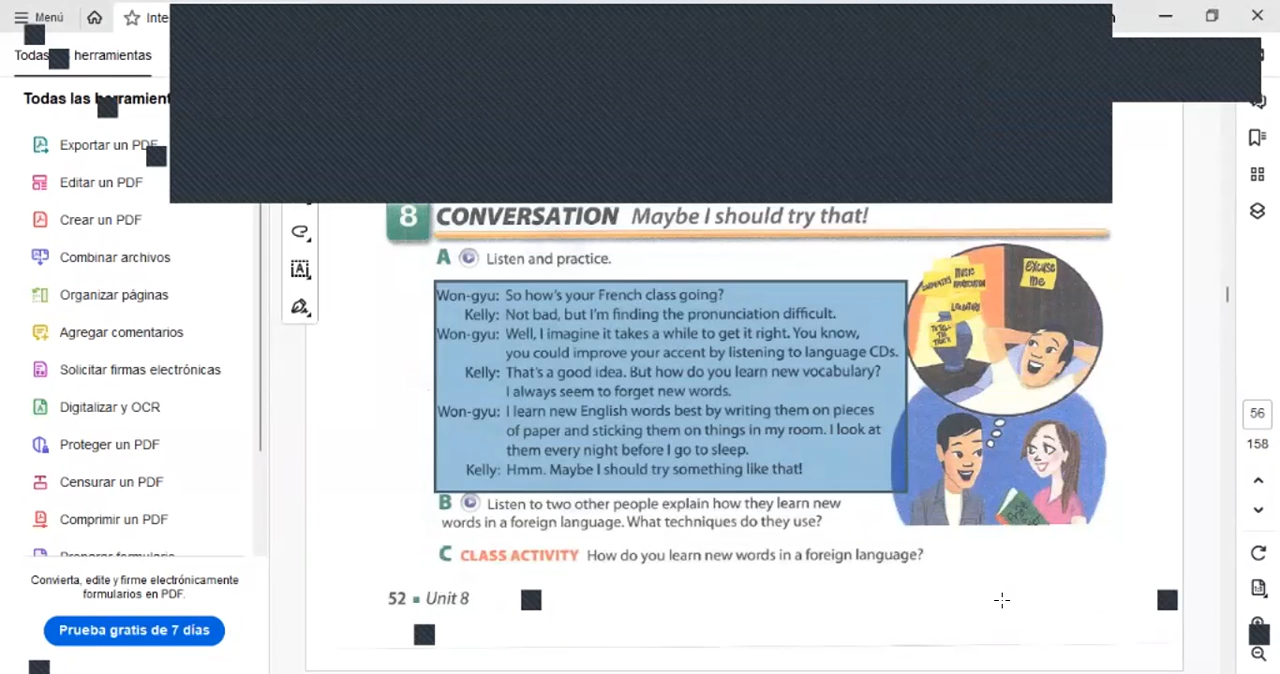 Menú
Inte
Todas herramientas
Todas las
Exportar un PDF
Editar un PDF
Crear un PDF
Combinar archivos
Organizar páginas
Agregar comentarios
Solicitar firmas electrónicas
Digitalizar y OCR
Proteger un PDF
Censurar un PDF
Comprimir un PDF
Convierta, edite y firme electrónicamente
formularios en PDF.
Prueba gratis de 7 días
8 CONVERSATION Maybe I should try that!
A Listen and practice.
Won-gyu: So how's your French class going?
Kelly: Not bad, but I'm finding the pronunciation difficult.
Won-gyu: Well, I imagine it takes a while to get it right. You know,
you could improve your accent by listening to language CDs.
Kelly: That's a good idea. But how do you learn new vocabulary?
I always seem to forget new words.
Won-gyu: I learn new English words best by writing them on pieces
of paper and sticking them on things in my room. I look at
them every night before I go to sleep.
Kelly: Hmm. Maybe I should try something like that!
MUSIC
EXCUSE
ME
B Listen to two other people explain how they learn new
words in a foreign language. What techniques do they use?
C CLASS ACTIVITY How do you learn new words in a foreign language?
52 ▪ Unit 8
56
158